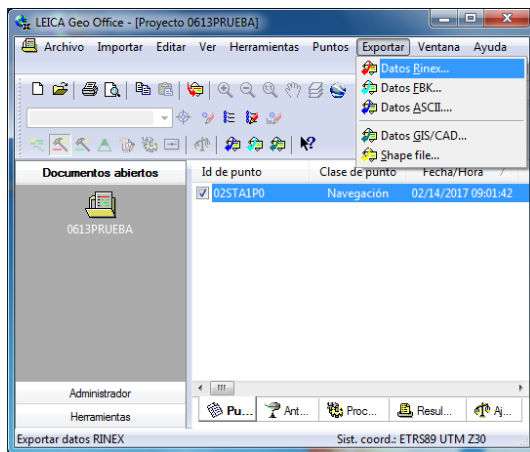 LEICA Geo Office - [Proyecto 0613PRUEBA]
Archivo Importar Editar Ver Herramientas Puntos Exportar Ventana Ayuda
Datos Rinex...
Datos FBK...
Datos ASCII....
Datos GIS/CAD...
Shape file...
Documentos abiertos
0613PRUEBA
Administrador
Herramientas
Id de punto Clase de punto Fecha/Hora
02STA1P0 Navegación 02/14/2017 09:01:42
Pu... Ant... Proc... Resul... Aj...
Exportar datos RINEX Sist. coord.: ETRS89 UTM Z30